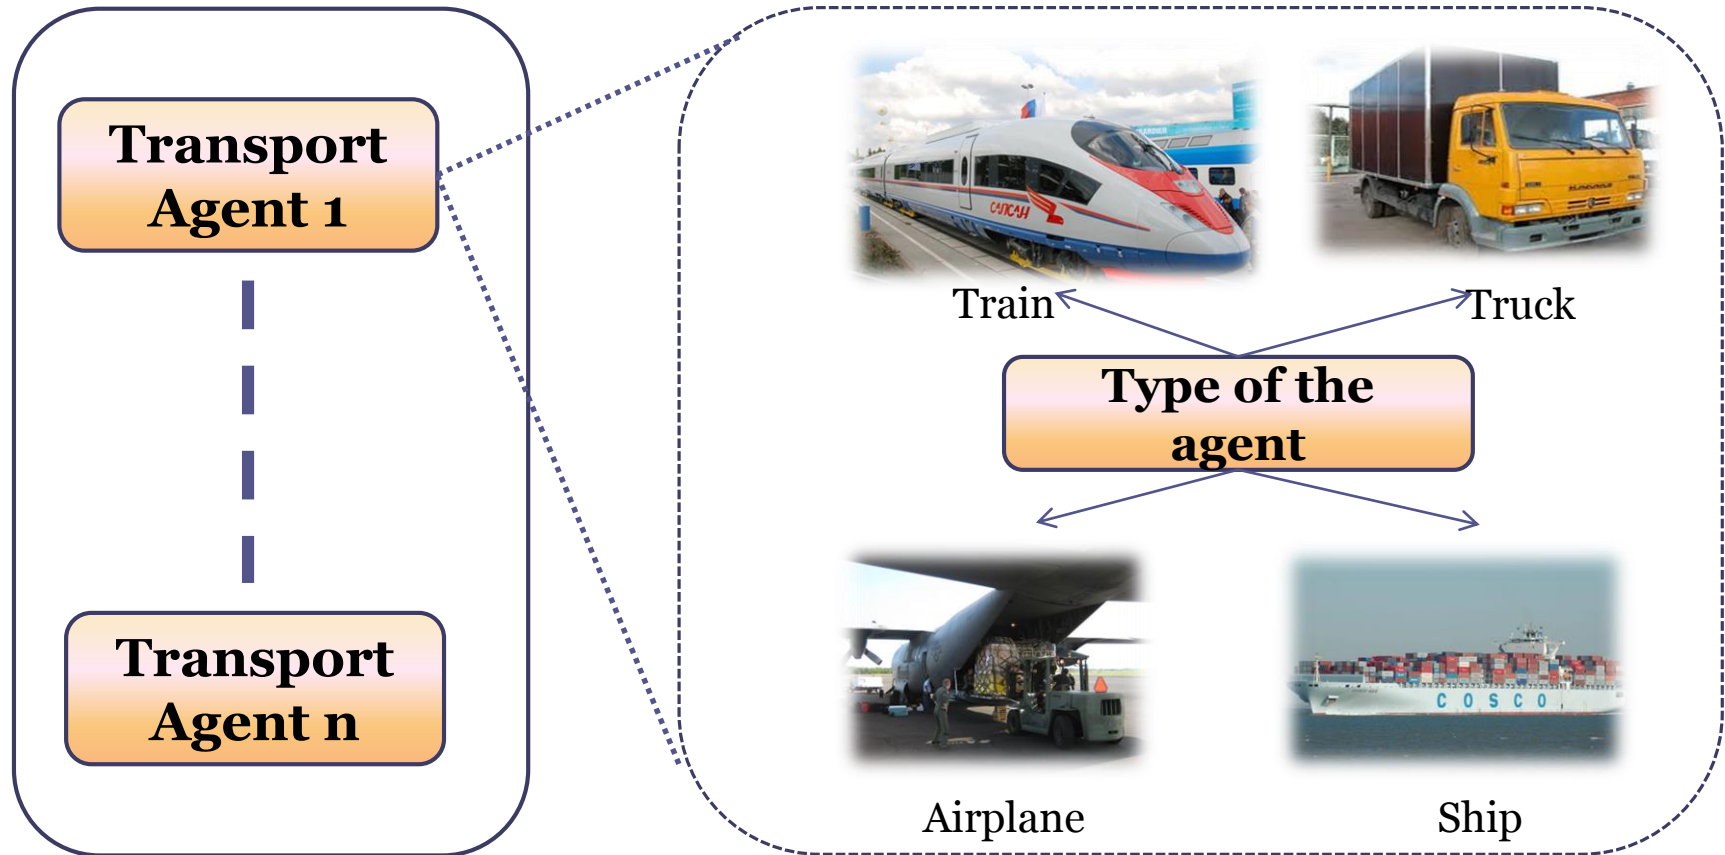 Transport
Agent 1
Transport
Agent n
САПСАН
Train
Truck
Type of the
agent
COSCO
Airplane
Ship